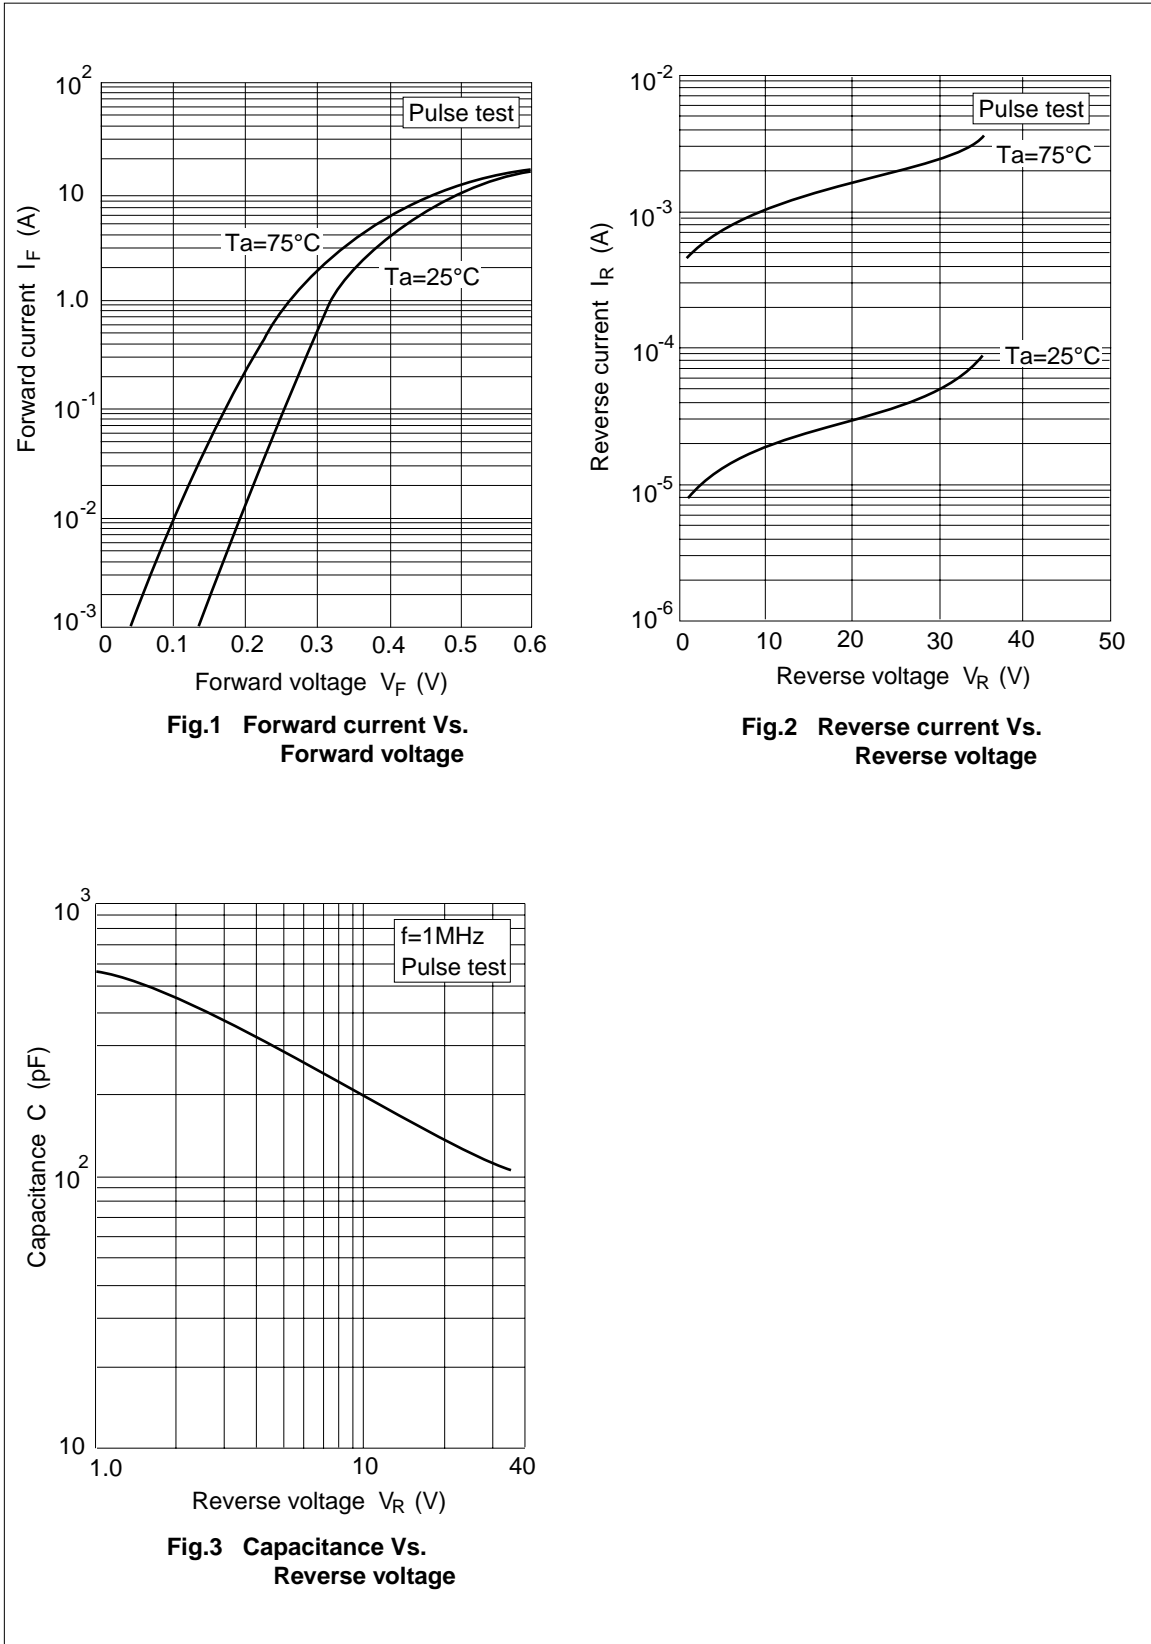 10^2
Pulse test
10
Ta=75°C
Ta=25°C
1.0
10^-1
10^-2
10^-3
0 0.1 0.2 0.3 0.4 0.5 0.6
Forward current I_F (A)
Forward voltage V_F (V)
Fig.1 Forward current Vs.
Forward voltage
10^-2
Pulse test
Ta=75°C
10^-3
10^-4
Ta=25°C
10^-5
10^-6
0 10 20 30 40 50
Reverse current I_R (A)
Reverse voltage V_R (V)
Fig.2 Reverse current Vs.
Reverse voltage
10^3
f=1MHz
Pulse test
10^2
10
1.0 10 40
Capacitance C (pF)
Reverse voltage V_R (V)
Fig.3 Capacitance Vs.
Reverse voltage